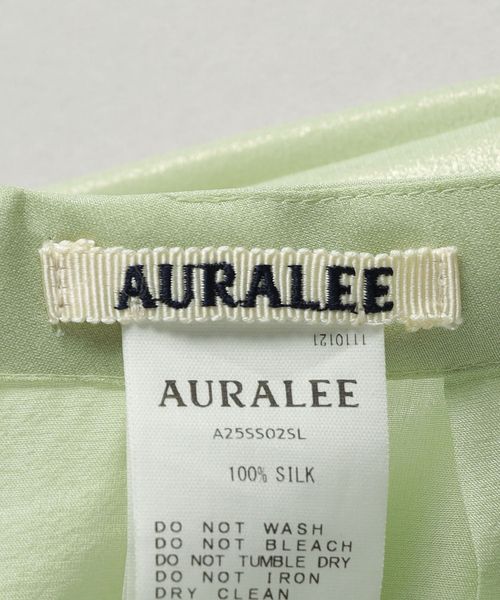 AURALEE
1110121
AURALEE
A25SS02SL
100% SILK
DO NOT WASH
DO NOT BLEACH
DO NOT TUMBLE DRY
DO NOT IRON
DRY CLEAN